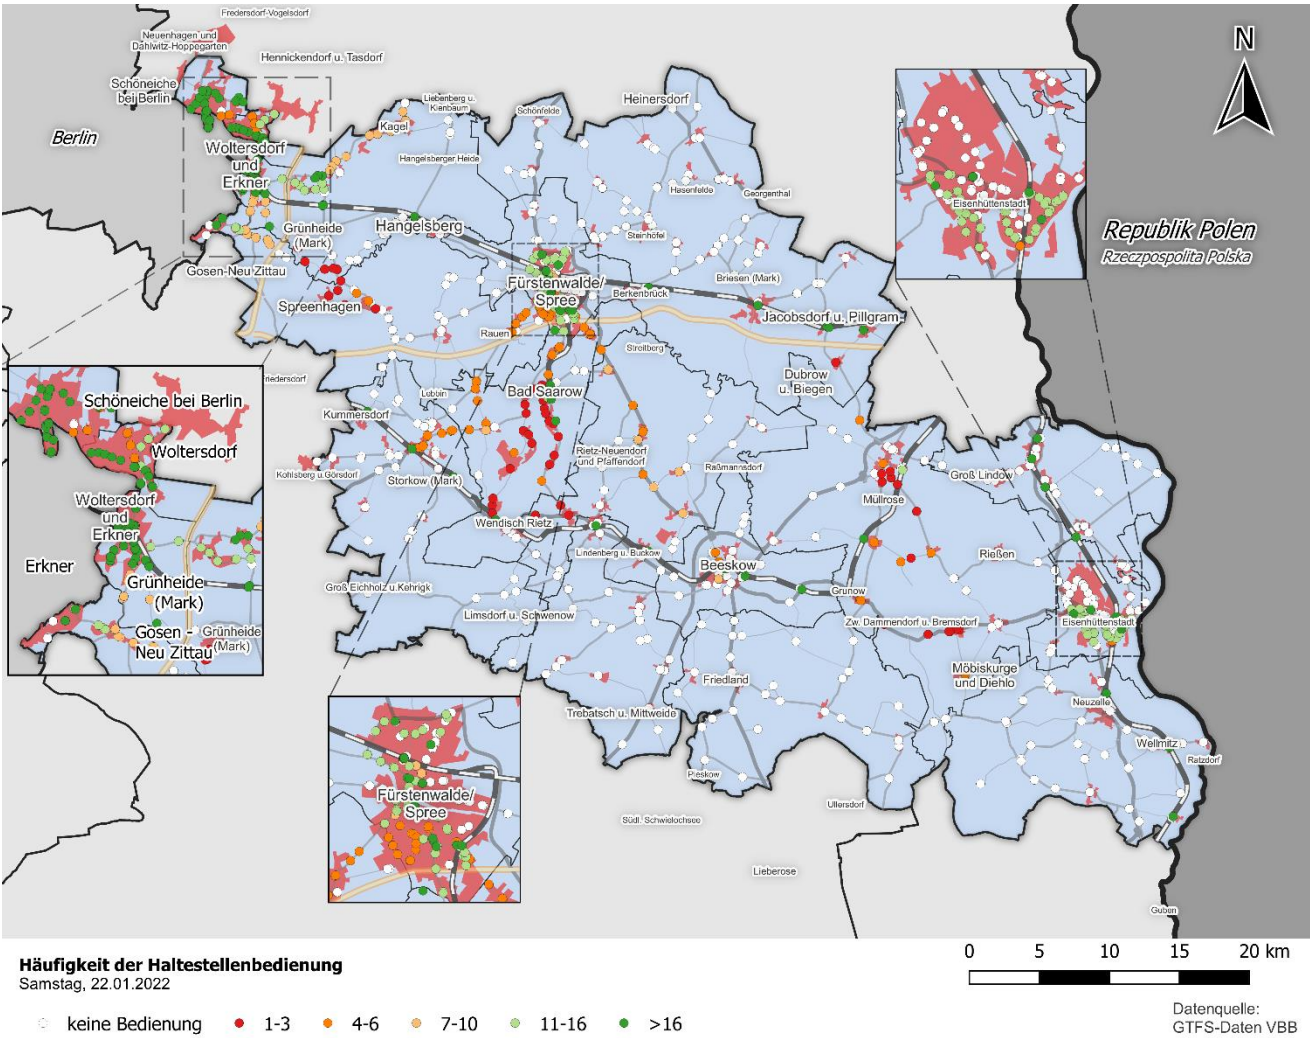 Fredersdorf-Vogelsdorf
Neuenhagen und
Dahlwitz-Hoppegarten
Hennickendorf u. Tasdorf
N
Schöneiche
bei Berlin
Berlin
Liebenberg u.
Kienbaum
Kagel
Schönfelde
Heinersdorf
Woltersdorf
und
Erkner
Hangelsberger Heide
Hasenfelde
Georgenthal
Eisenhüttenstadt
Grünheide
(Mark)
Hangelsberg
Steinhöfel
Republik Polen
Rzeczpospolita Polska
Gosen-Neu Zittau
Fürstenwalde/
Spree
Briesen (Mark)
Berkenbrück
Spreenhagen
Jacobsdorf u. Pillgram
Rauen
Streitberg
Friedersdorf
Dubrow
u. Biegen
Lebbin
Bad Saarow
Schöneiche bei Berlin
Kummersdorf
Woltersdorf
Rietz-Neuendorf
und Pfaffendorf
Raßmannsdorf
Kohlsberg u.Görsdorf
Storkow (Mark)
Groß Lindow
Woltersdorf
und
Erkner
Müllrose
Wendisch Rietz
Erkner
Lindenberg u. Buckow
Beeskow
Rießen
Grünheide
(Mark)
Groß Eichholz u.Kehrigk
Grunow
Limsdorf u. Schwenow
Zw. Dammendorf u. Bremsdorf
Eisenhüttenstadt
Gosen -
Neu Zittau
Grünheide
(Mark)
Möbiskurge
und Diehlo
Friedland
Neuzelle
Trebatsch u. Mittweide
Wellmitz
Ratzdorf
Pieskow
Fürstenwalde/
Spree
Ullersdorf
Südl. Schwielochsee
Lieberose
Guben
Häufigkeit der Haltestellenbedienung
Samstag, 22.01.2022
0 5 10 15 20 km
keine Bedienung 1-3 4-6 7-10 11-16 >16
Datenquelle:
GTFS-Daten VBB